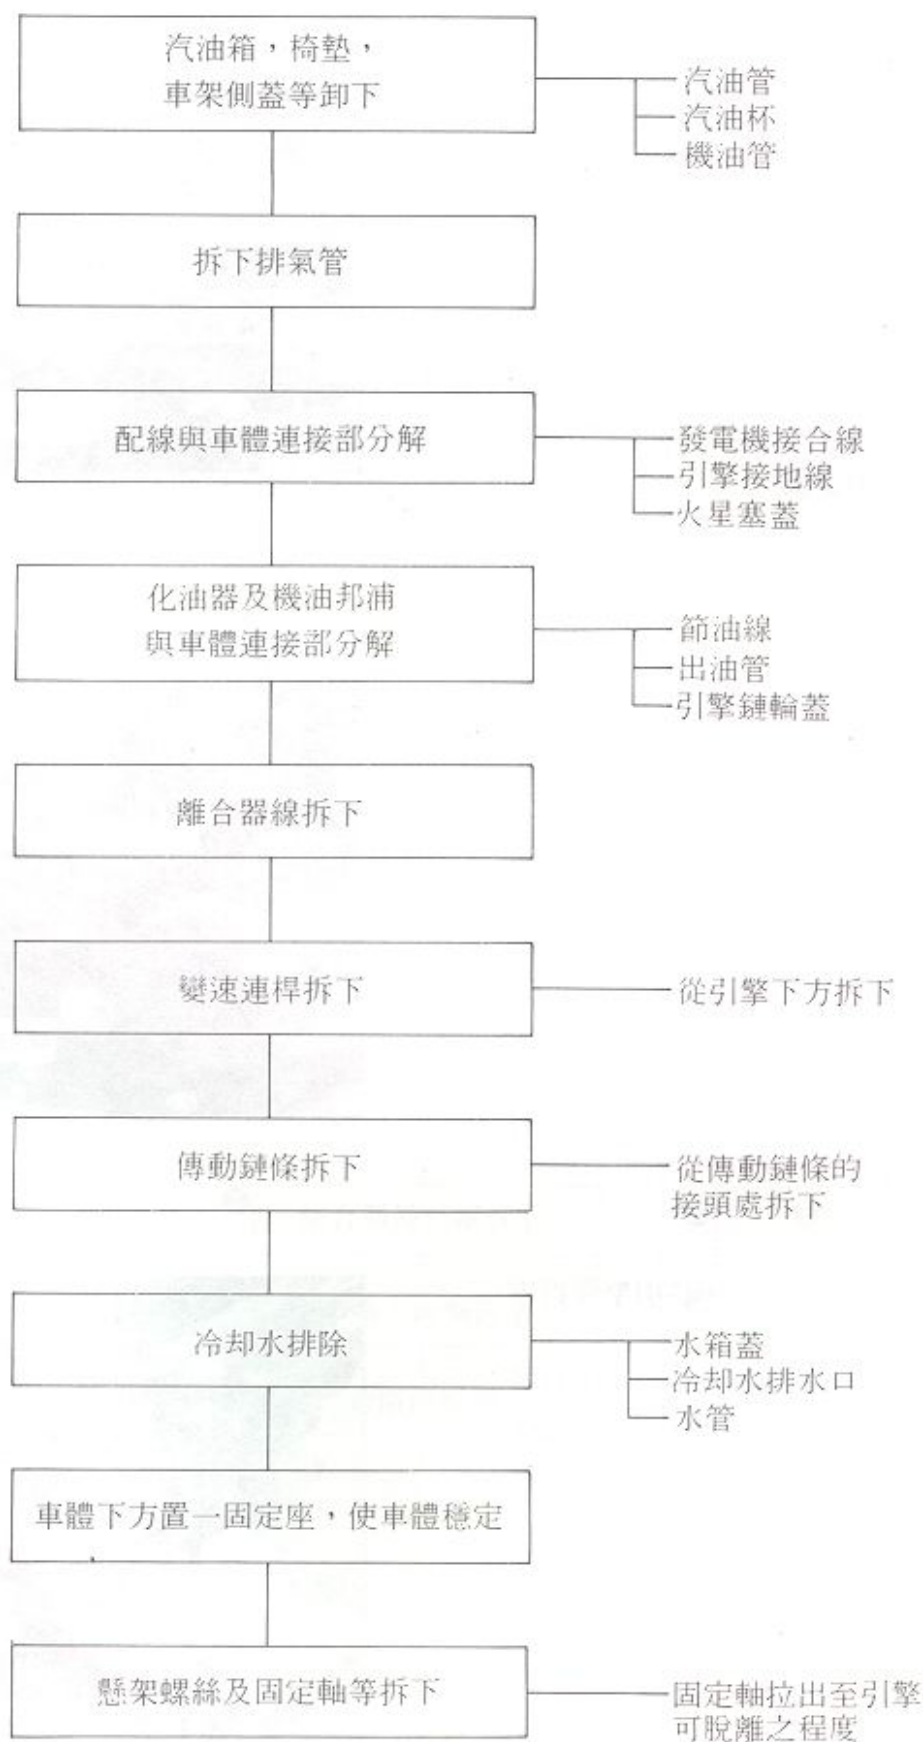 汽油箱，椅墊，
車架側蓋等卸下
汽油管
汽油杯
機油管
拆下排氣管
配線與車體連接部分解
發電機接合線
引擎接地線
火星塞蓋
化油器及機油邦浦
與車體連接部分解
節油線
出油管
引擎鏈輪蓋
離合器線拆下
變速連桿拆下
從引擎下方拆下
傳動鏈條拆下
從傳動鏈條的
接頭處拆下
冷却水排除
水箱蓋
冷却水排水口
水管
車體下方置一固定座，使車體穩定
懸架螺絲及固定軸等拆下
固定軸拉出至引擎
可脫離之程度